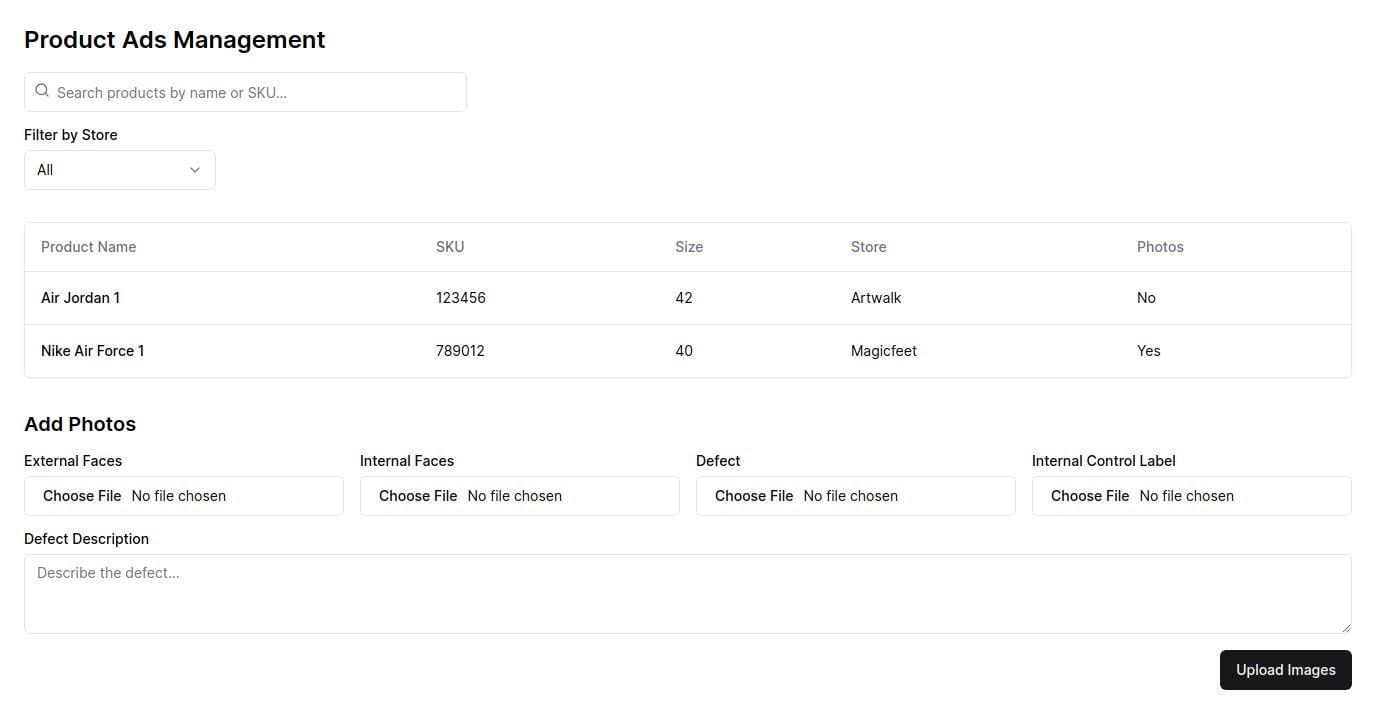 Product Ads Management
Search products by name or SKU...
Filter by Store
All
Product Name SKU Size Store Photos
Air Jordan 1 123456 42 Artwalk No
Nike Air Force 1 789012 40 Magicfeet Yes
Add Photos
External Faces Internal Faces Defect Internal Control Label
Choose File No file chosen Choose File No file chosen Choose File No file chosen Choose File No file chosen
Defect Description
Describe the defect...
Upload Images